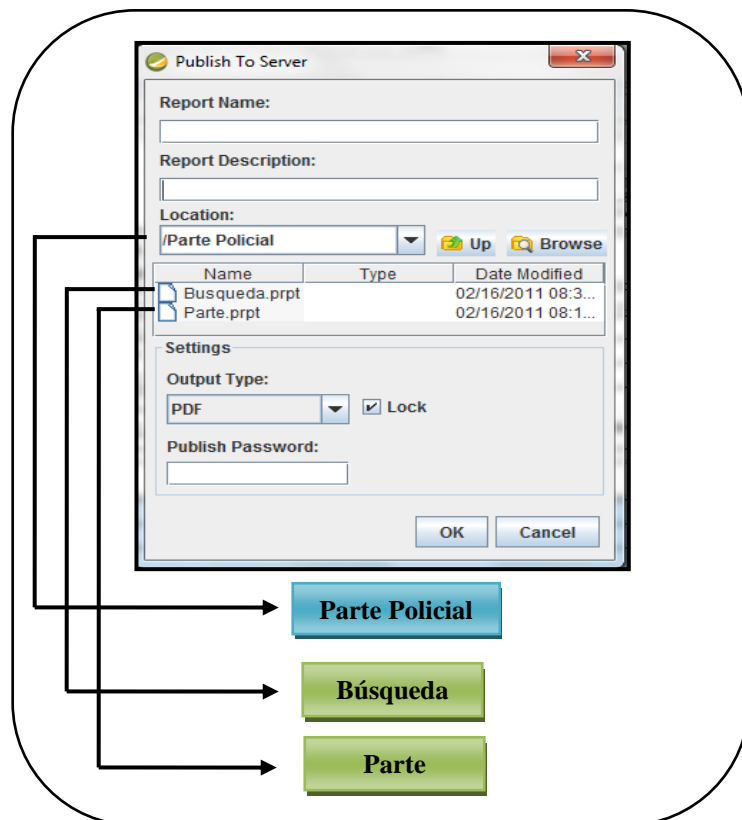 Publish To Server
Report Name:
Report Description:
Location:
/Parte Policial
Up
Browse
Name Type Date Modified
Busqueda.prpt 02/16/2011 08:3...
Parte.prpt 02/16/2011 08:1...
Settings
Output Type:
PDF
Lock
Publish Password:
OK
Cancel
Parte Policial
Búsqueda
Parte